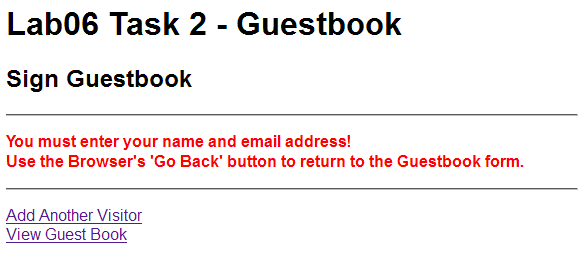 Lab06 Task 2 - Guestbook
Sign Guestbook
You must enter your name and email address!
Use the Browser's 'Go Back' button to return to the Guestbook form.
Add Another Visitor
View Guest Book